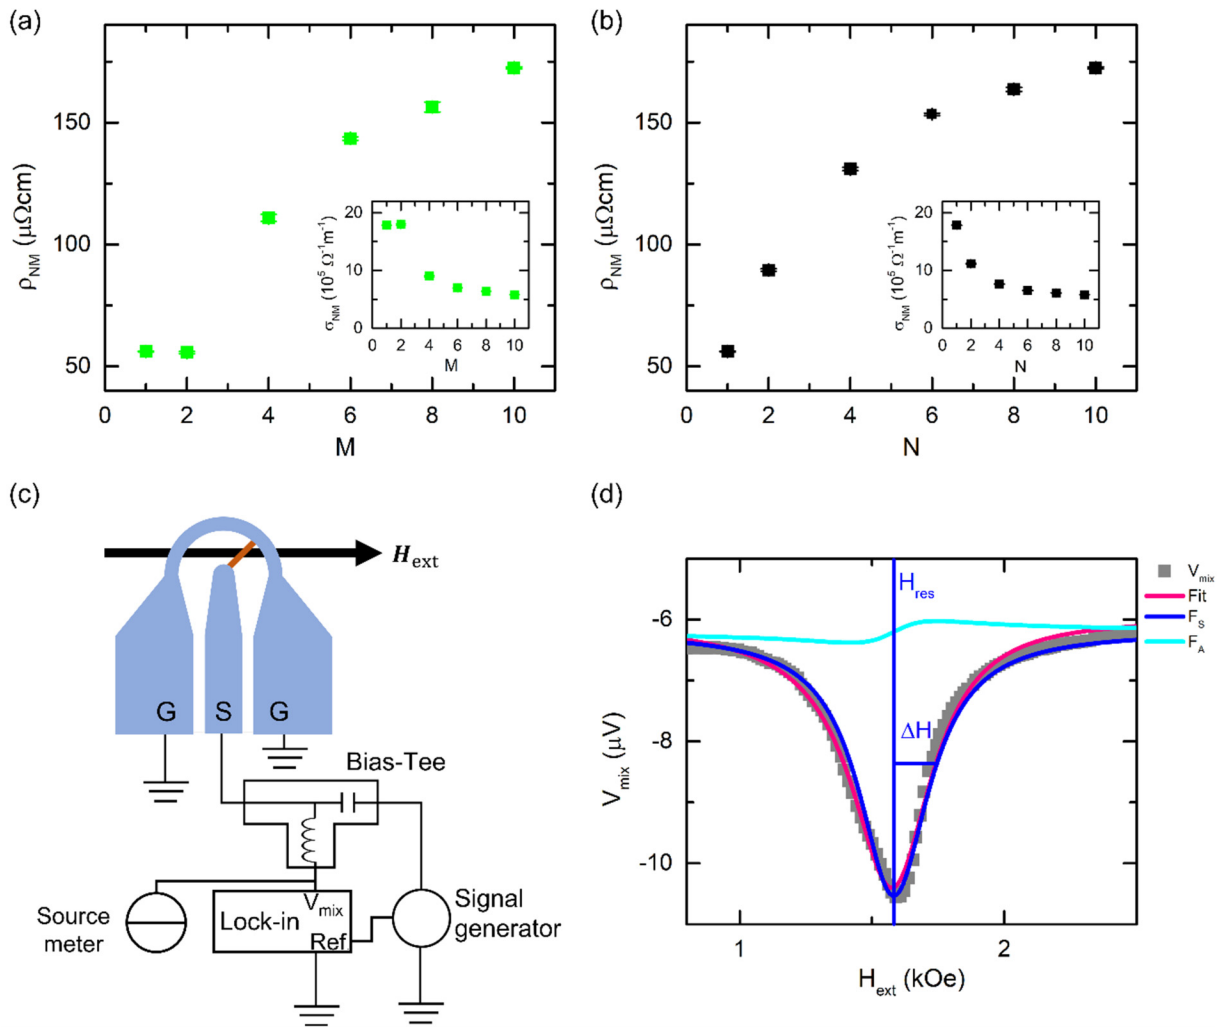 (a)
ρNM (μΩcm)
150
100
50
0 2 4 6 8 10
M
σNM (10⁵ Ω⁻¹m⁻¹)
20
10
0
0 2 4 6 8 10
M
(b)
ρNM (μΩcm)
150
100
50
0 2 4 6 8 10
N
σNM (10⁵ Ω⁻¹m⁻¹)
20
10
0
0 2 4 6 8 10
N
(c)
Hext
G S G
Bias-Tee
Source
meter
Lock-in
Vmix
Ref
Signal
generator
(d)
Vmix (μV)
-6
-8
-10
1 2
Hext (kOe)
Hres
ΔH
Vmix
Fit
FS
FA